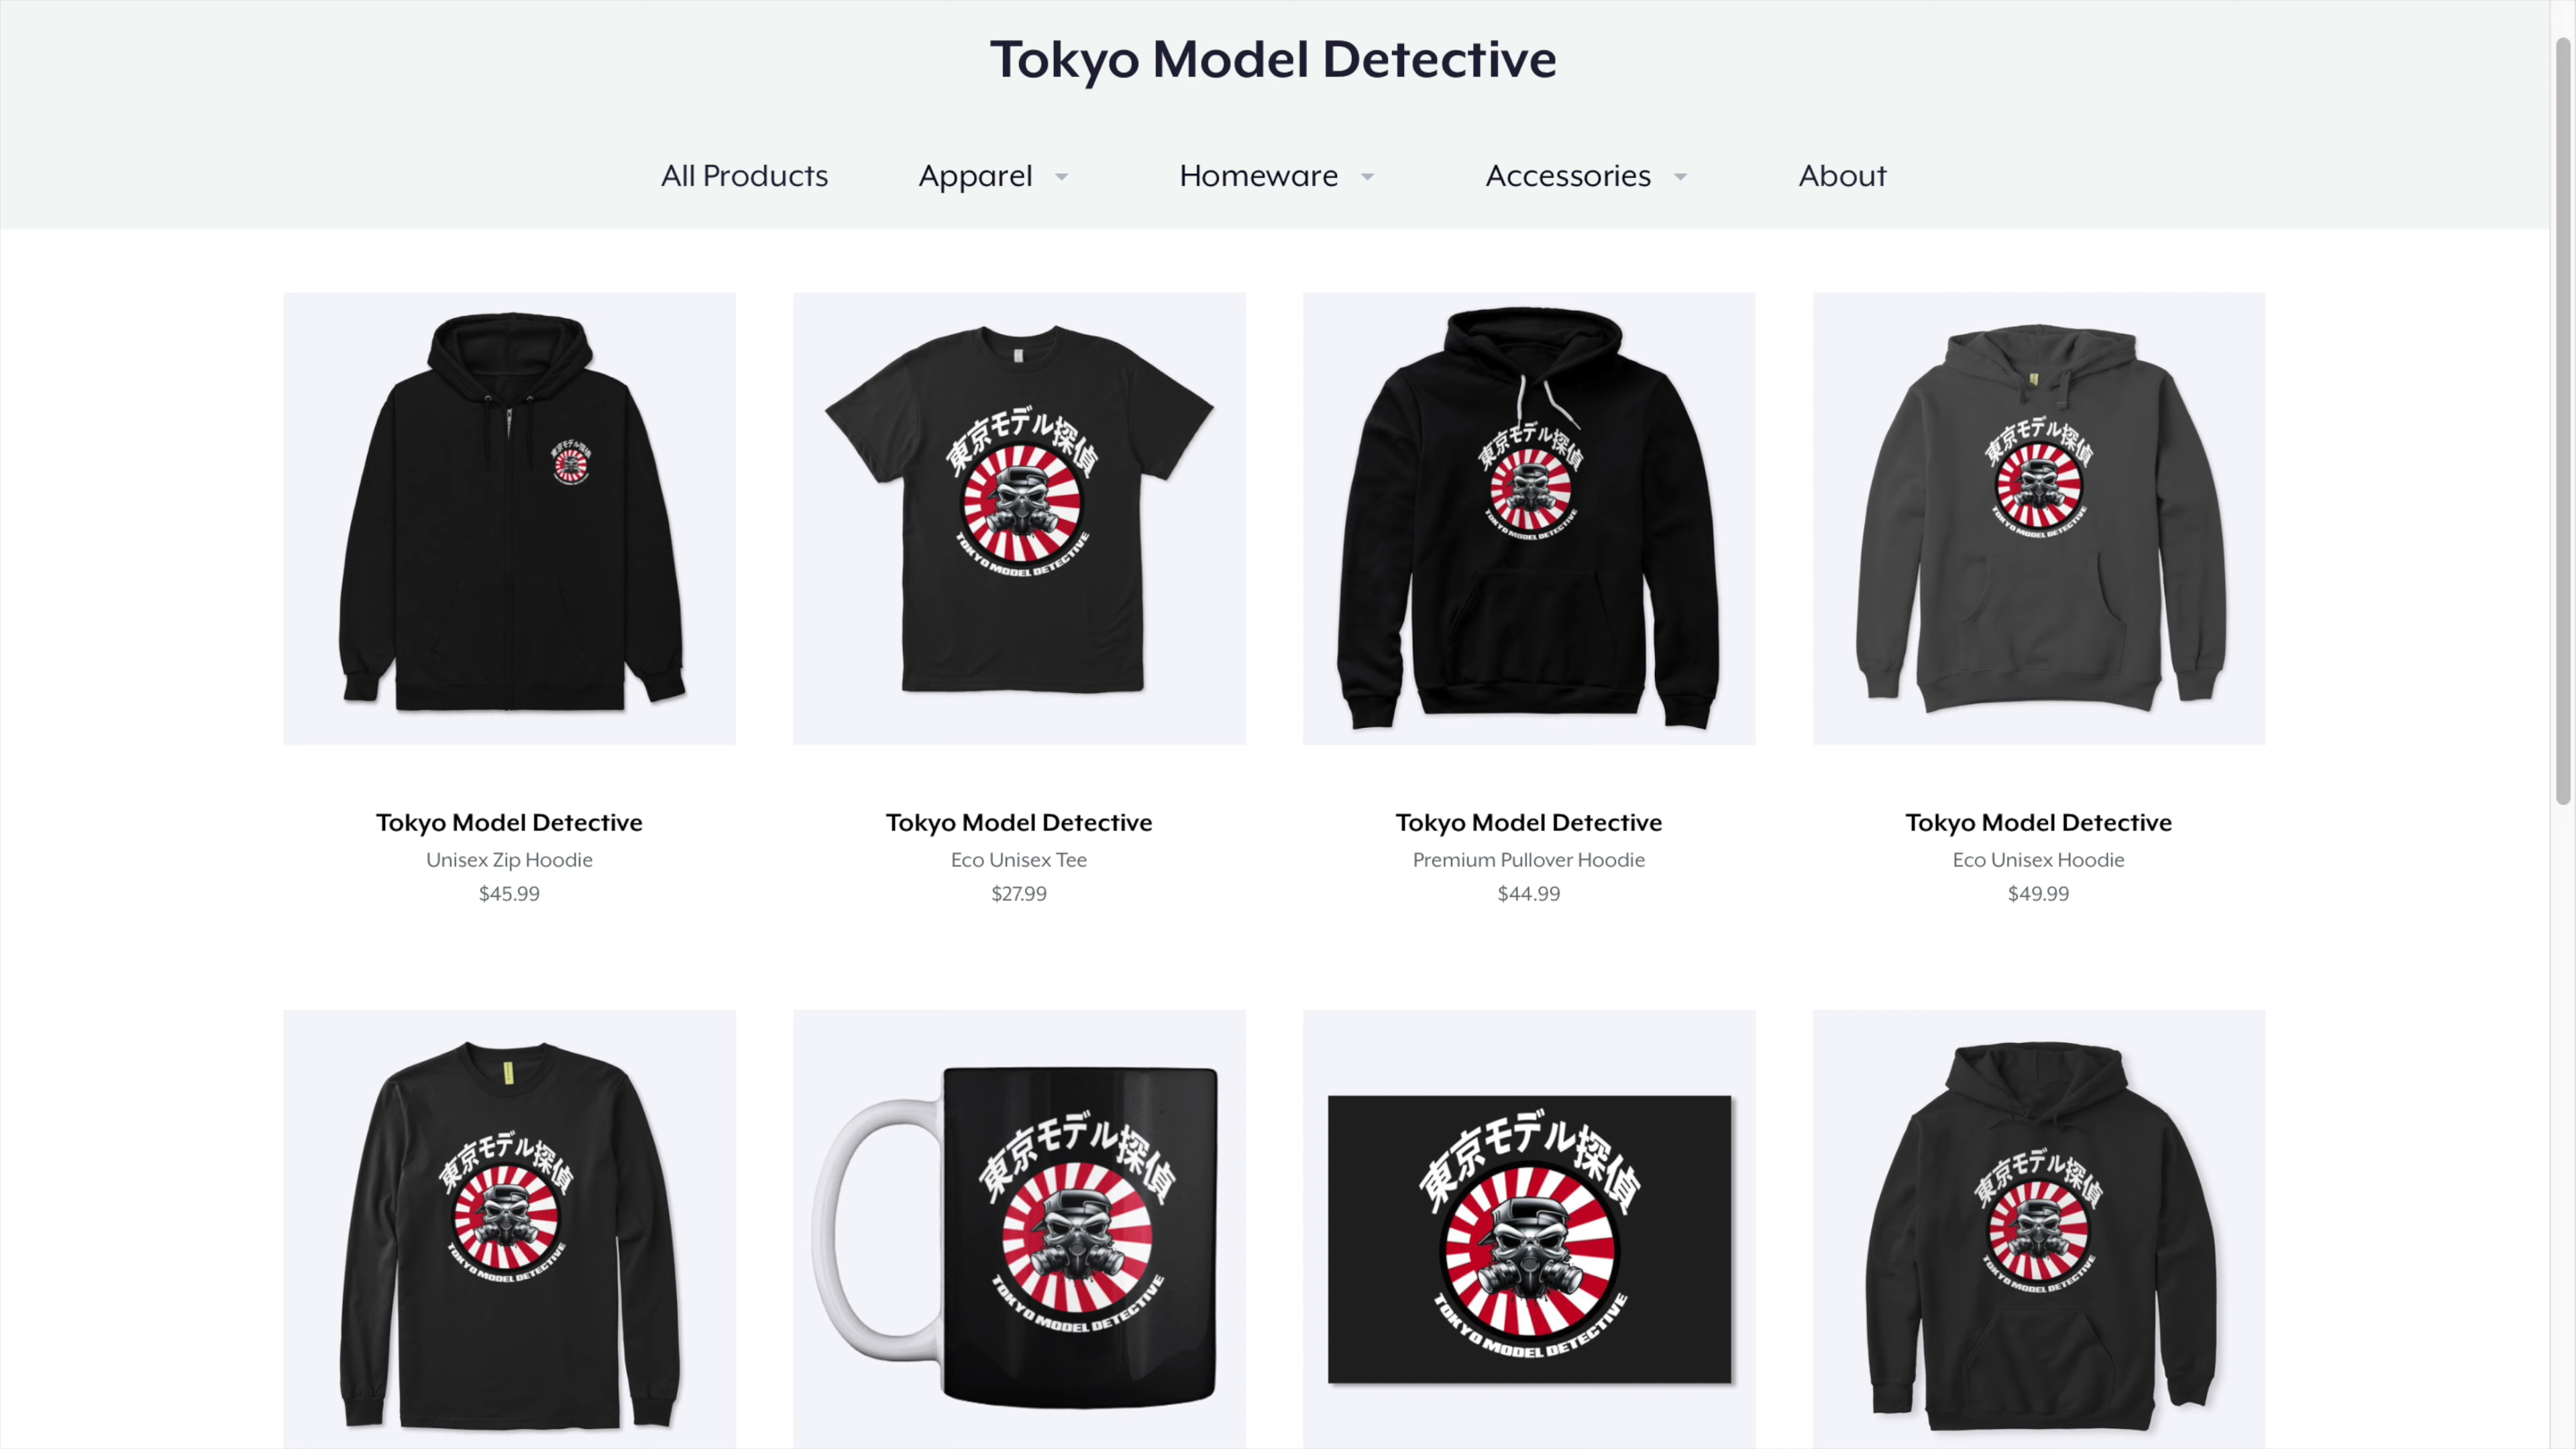 Tokyo Model Detective
All Products
Apparel
Homeware
Accessories
About
東京モデル探偵
東京モデル探偵
TOKYO MODEL DETECTIVE
東京モデル探偵
TOKYO MODEL DETECTIVE
東京モデル探偵
TOKYO MODEL DETECTIVE
Tokyo Model Detective
Unisex Zip Hoodie
$45.99
Tokyo Model Detective
Eco Unisex Tee
$27.99
Tokyo Model Detective
Premium Pullover Hoodie
$44.99
Tokyo Model Detective
Eco Unisex Hoodie
$49.99
東京モデル探偵
TOKYO MODEL DETECTIVE
東京モデル探偵
TOKYO MODEL DETECTIVE
東京モデル探偵
TOKYO MODEL DETECTIVE
東京モデル探偵
TOKYO MODEL DETECTIVE